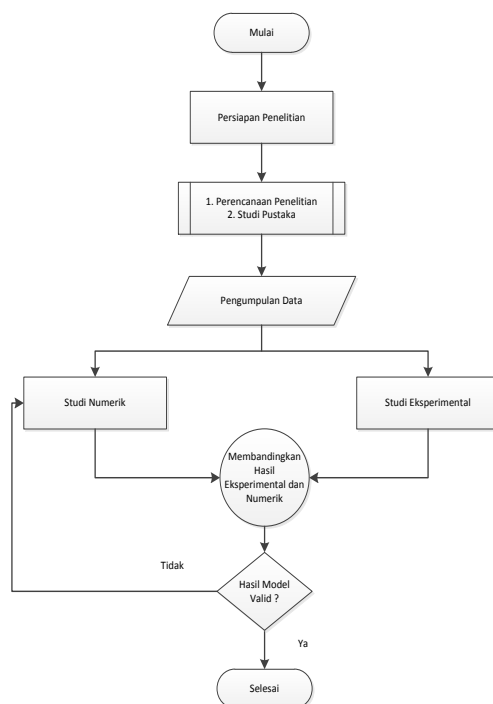 Mulai
Persiapan Penelitian
1. Perencanaan Penelitian
2. Studi Pustaka
Pengumpulan Data
Studi Numerik
Studi Eksperimental
Membandingkan
Hasil
Eksperimental dan
Numerik
Tidak
Hasil Model
Valid ?
Ya
Selesai